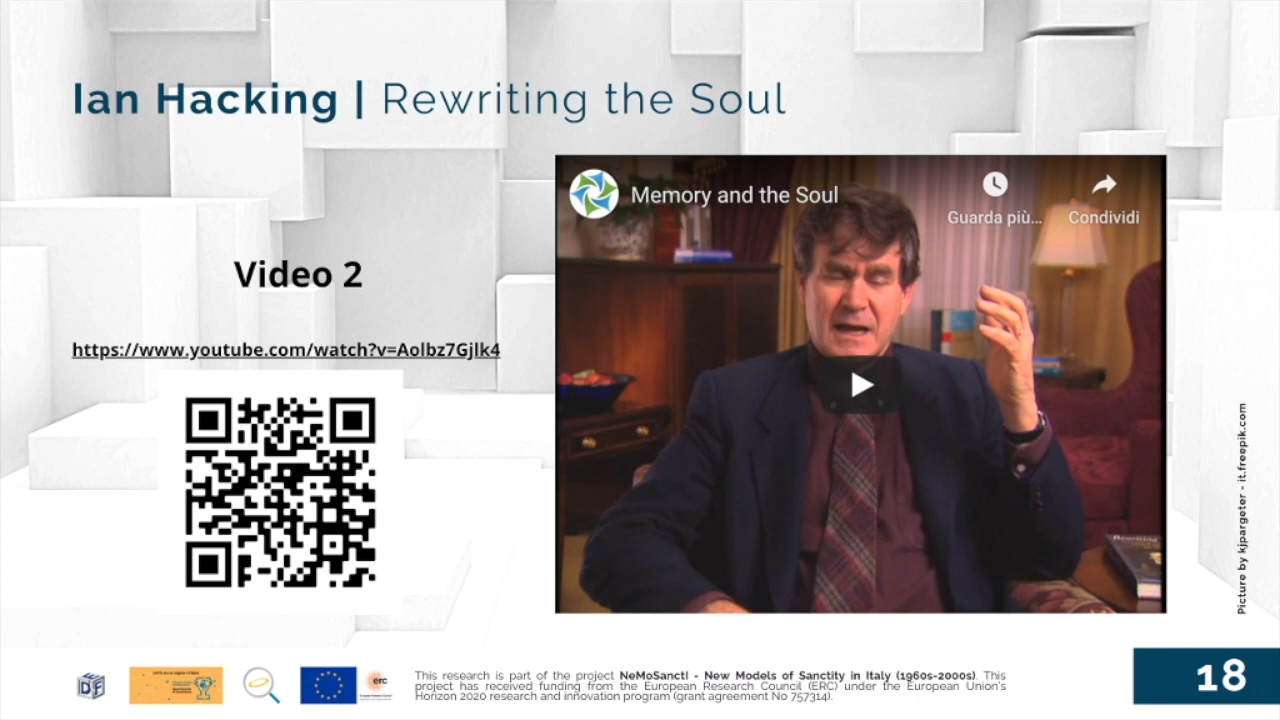 Ian Hacking | Rewriting the Soul
Memory and the Soul
Guarda più...
Condividi
Video 2
https://www.youtube.com/watch?v=Aolbz7Gjlk4
Rewriting
Picture by kjpargeter - it.freepik.com
erc
This research is part of the project NeMoSanctI - New Models of Sanctity in Italy (1960s-2000s). This
project has received funding from the European Research Council (ERC) under the European Union's
Horizon 2020 research and innovation program (grant agreement No 757314).
18